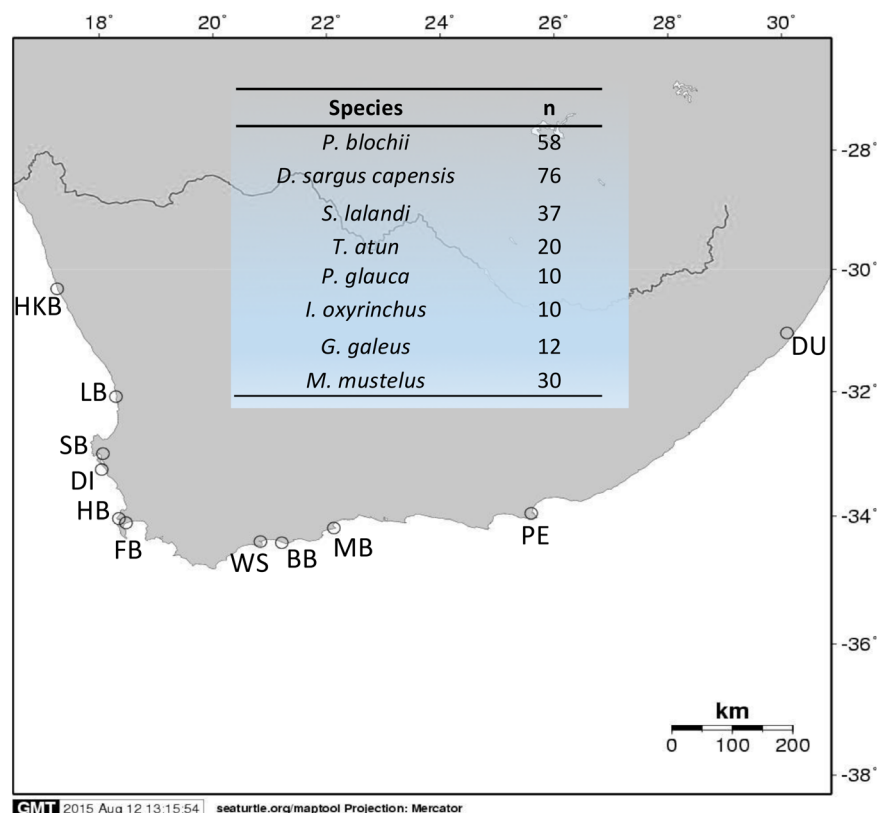 18° 20° 22° 24° 26° 28° 30°
Species n
P. blochii 58
D. sargus capensis 76
S. lalandi 37
T. atun 20
P. glauca 10
I. oxyrinchus 10
G. galeus 12
M. mustelus 30
-28°
-30°
HKB
DU
LB
-32°
SB
DI
HB
FB
WS
BB
MB
PE
-34°
-36°
km
0 100 200
-38°
GMT 2015 Aug 12 13:15:54 seaturtle.org/maptool Projection: Mercator